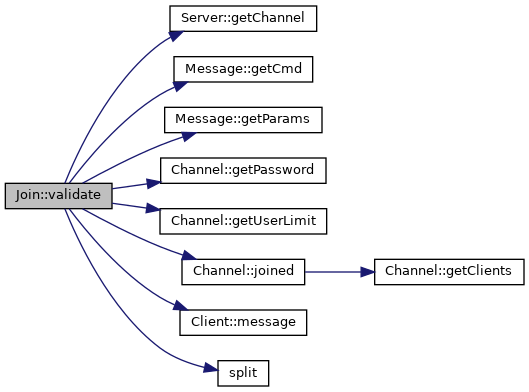 Server::getChannel
Message::getCmd
Message::getParams
Channel::getPassword
Join::validate
Channel::getUserLimit
Channel::joined
Channel::getClients
Client::message
split